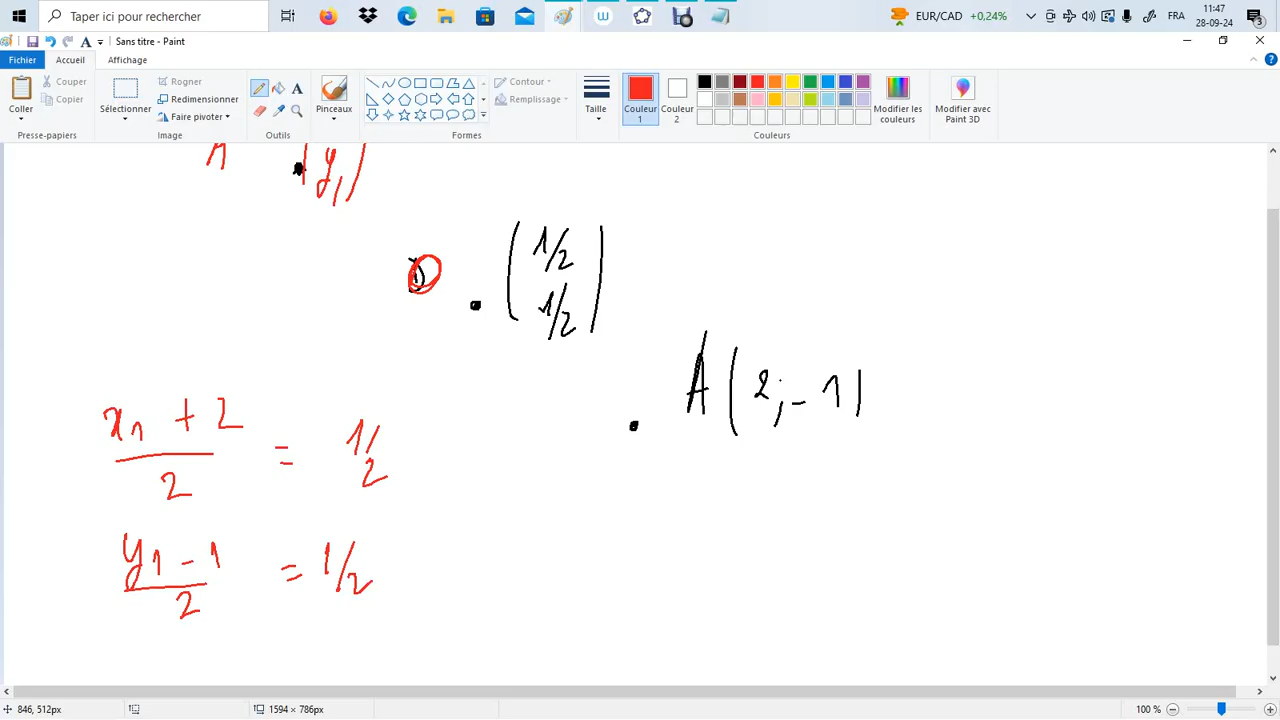 Taper ici pour rechercher
EUR/CAD +0,24%
FRA
11:47
28-09-24
3
Sans titre - Paint
Fichier
Accueil
Affichage
Coller
Couper
Copier
Presse-papiers
Sélectionner
Rogner
Redimensionner
Faire pivoter
Image
Outils
Pinceaux
Contour
Remplissage
Formes
Taille
Couleur 1
Couleur 2
Modifier les couleurs
Couleurs
Modifier avec Paint 3D
y1)
(1/2
1/2)
A(2;-1)
x1 + 2
2
= 1/2
y1 - 1
2
= 1/2
846, 512px
1594 × 786px
100 %